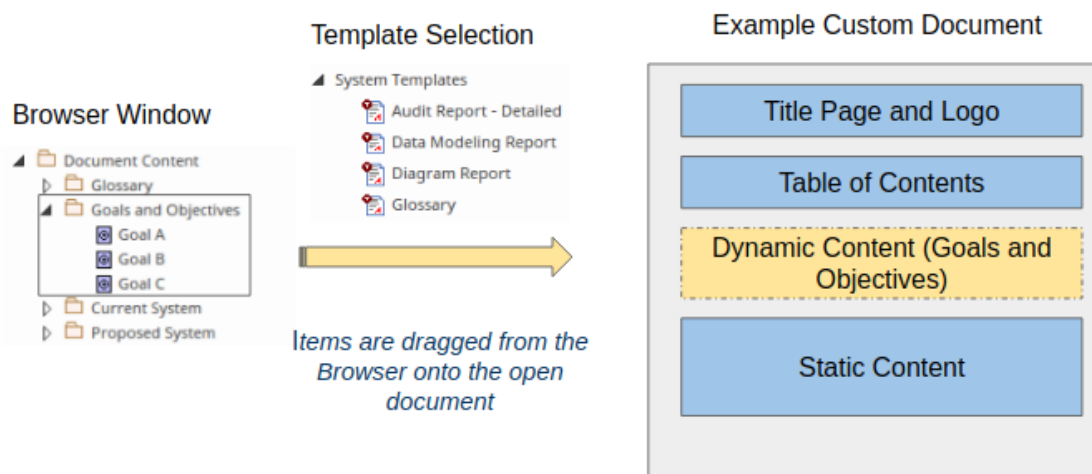 Browser Window
Document Content
Glossary
Goals and Objectives
Goal A
Goal B
Goal C
Current System
Proposed System
Template Selection
System Templates
Audit Report - Detailed
Data Modeling Report
Diagram Report
Glossary
Items are dragged from the
Browser onto the open
document
Example Custom Document
Title Page and Logo
Table of Contents
Dynamic Content (Goals and
Objectives)
Static Content